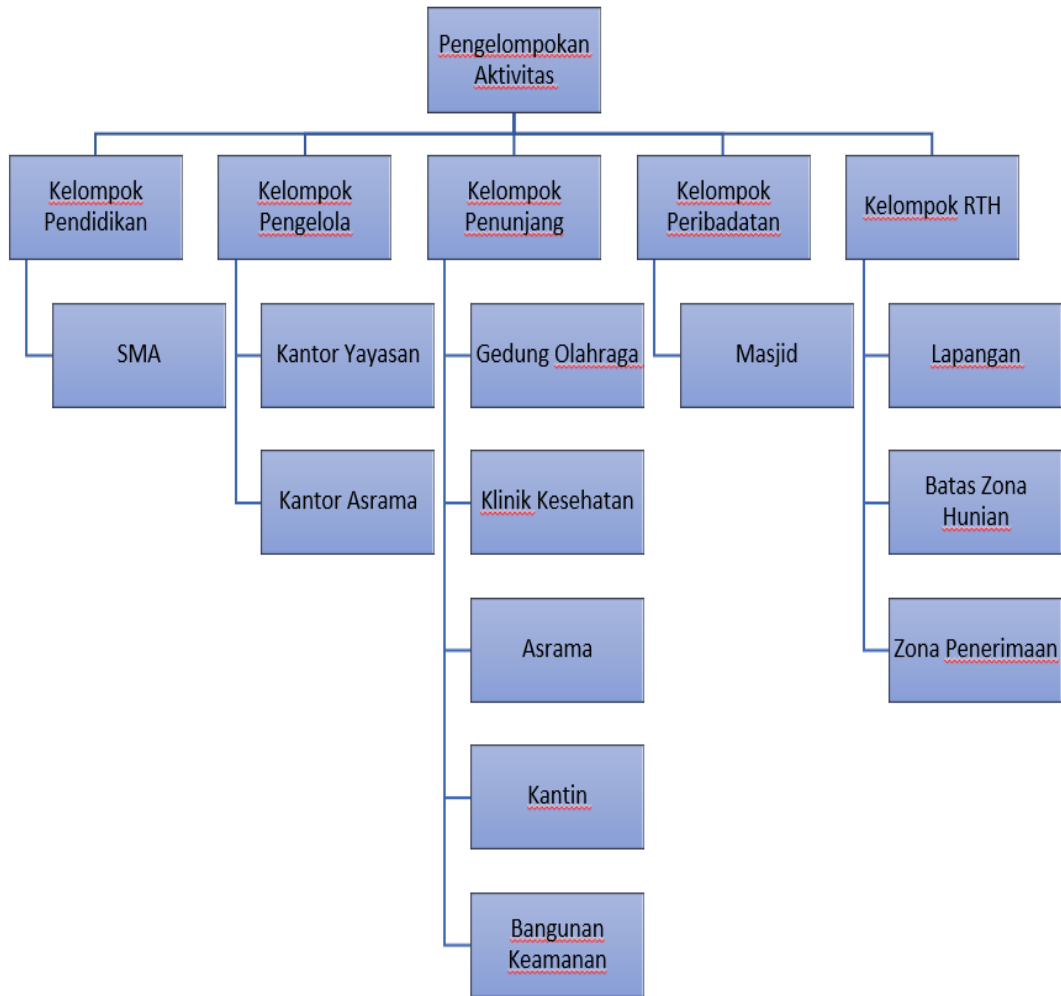 Pengelompokan
Aktivitas
Kelompok
Pendidikan
Kelompok
Pengelola
Kelompok
Penunjang
Kelompok
Peribadatan
Kelompok RTH
SMA
Kantor Yayasan
Gedung Olahraga
Masjid
Lapangan
Kantor Asrama
Klinik Kesehatan
Batas Zona
Hunian
Asrama
Zona Penerimaan
Kantin
Bangunan
Keamanan